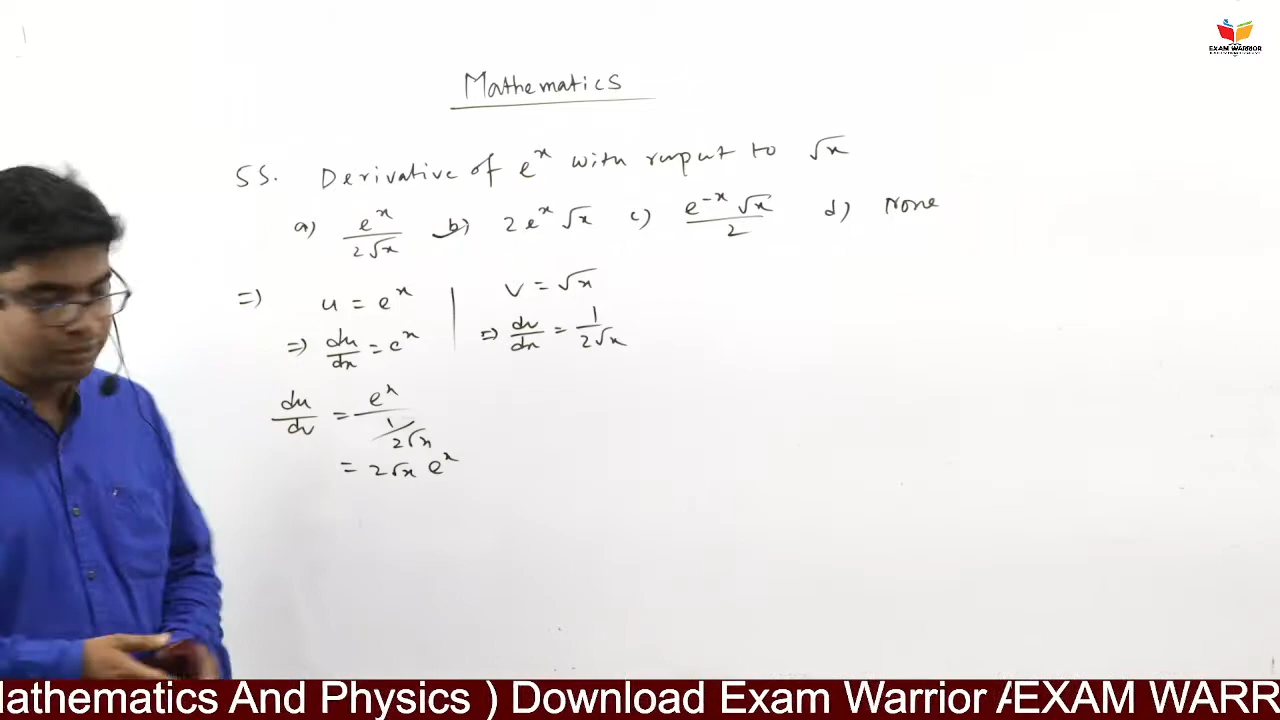 EXAM WARRIOR
Mathematics
55. Derivative of e^x with respect to √x
a) e^x/2√x b) 2e^x √x c) e^-x √x/2 d) None
=> u = e^x | v = √x
=> du/dx = e^x | => dv/dx = 1/2√x
du/dv = e^x/(1/2√x)
= 2√x e^x
Mathematics And Physics ) Download Exam Warrior A EXAM WARR